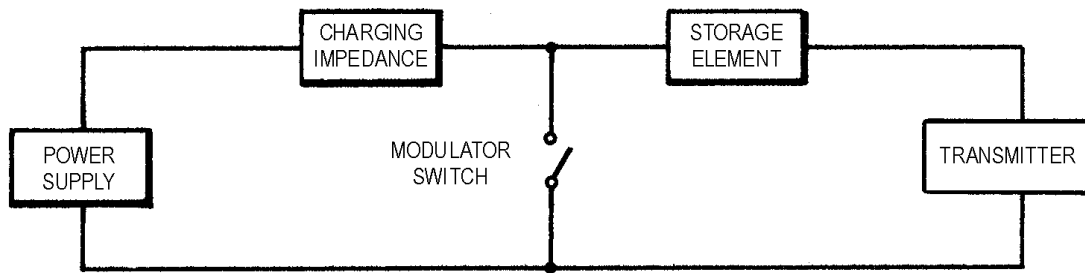 CHARGING
IMPEDANCE
STORAGE
ELEMENT
POWER
SUPPLY
MODULATOR
SWITCH
TRANSMITTER